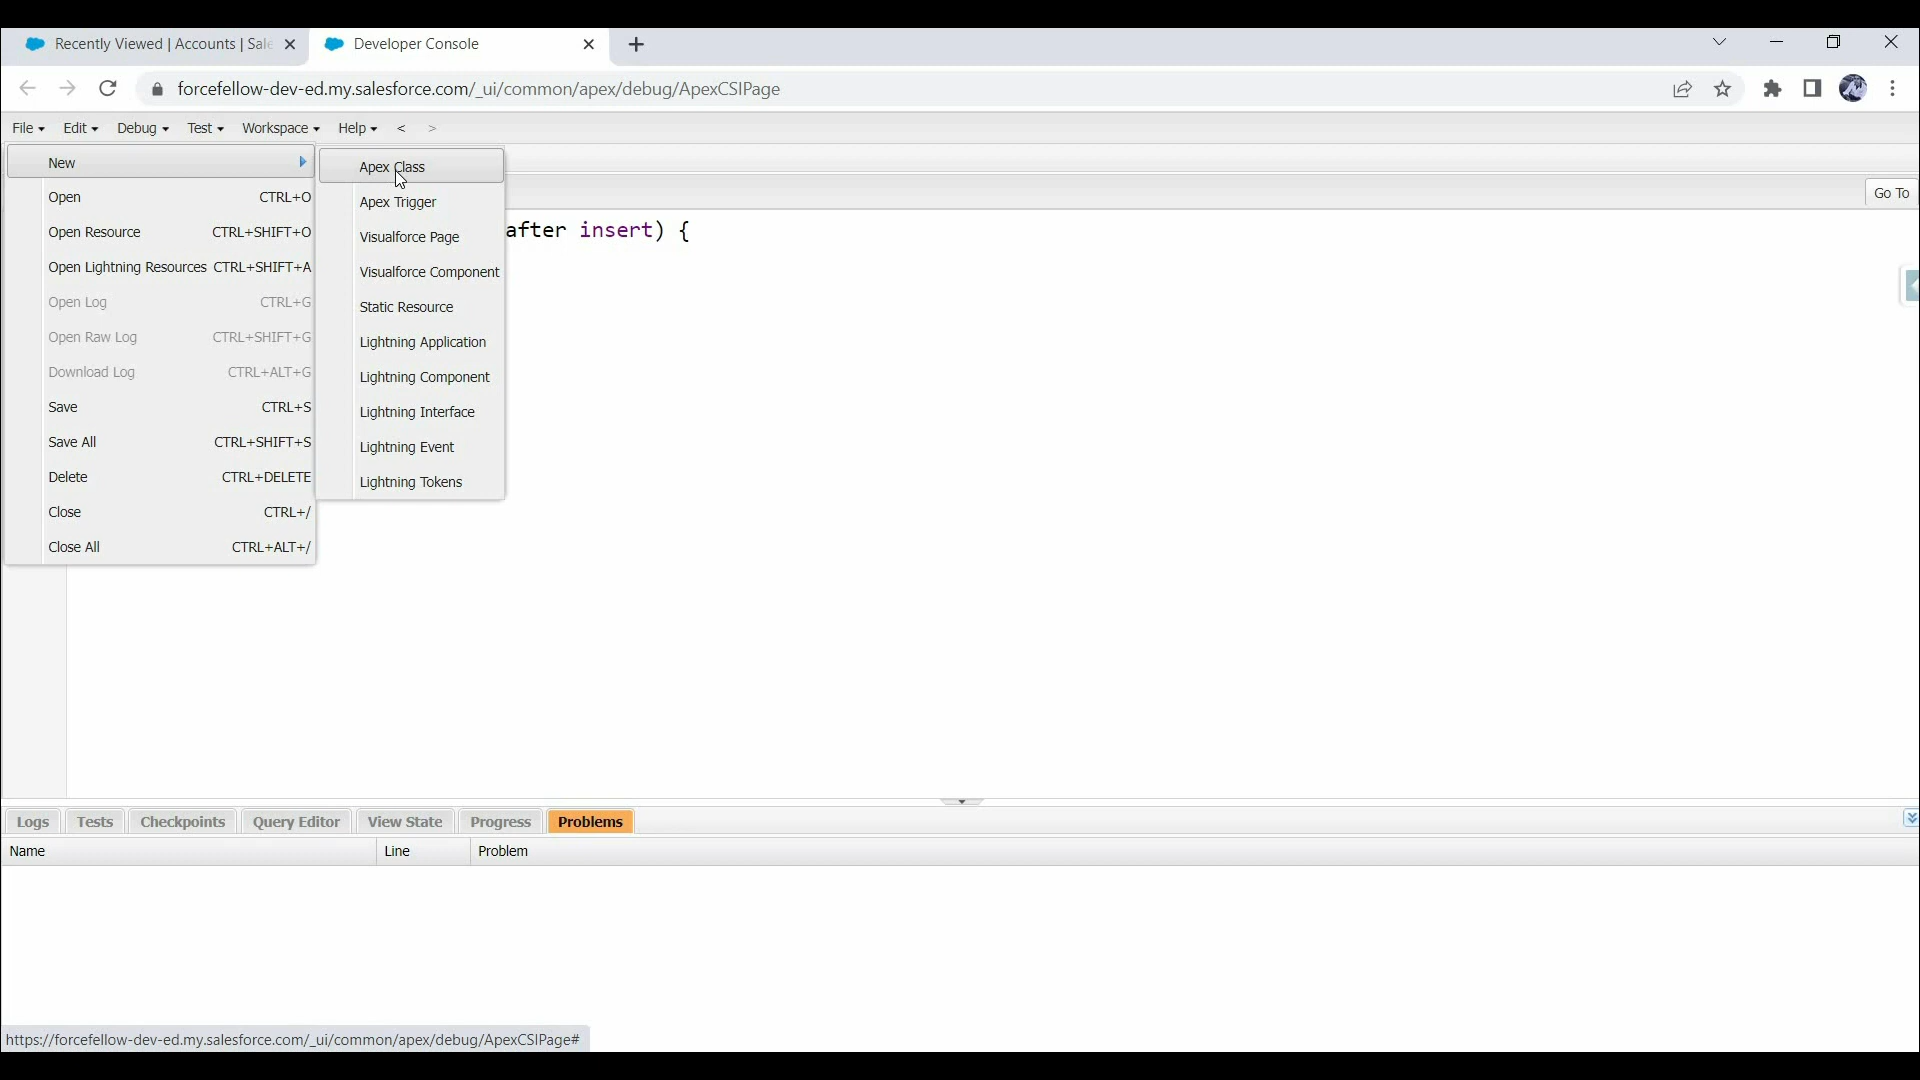 Recently Viewed | Accounts | Sale
Developer Console
forcefellow-dev-ed.my.salesforce.com/_ui/common/apex/debug/ApexCSIPage
File Edit Debug Test Workspace Help < >
New
Open CTRL+O
Open Resource CTRL+SHIFT+O
Open Lightning Resources CTRL+SHIFT+A
Open Log CTRL+G
Open Raw Log CTRL+SHIFT+G
Download Log CTRL+ALT+G
Save CTRL+S
Save All CTRL+SHIFT+S
Delete CTRL+DELETE
Close CTRL+/
Close All CTRL+ALT+/
Apex Class
Apex Trigger
Visualforce Page
Visualforce Component
Static Resource
Lightning Application
Lightning Component
Lightning Interface
Lightning Event
Lightning Tokens
Go To
after insert) {
Logs Tests Checkpoints Query Editor View State Progress Problems
Name Line Problem
https://forcefellow-dev-ed.my.salesforce.com/_ui/common/apex/debug/ApexCSIPage#